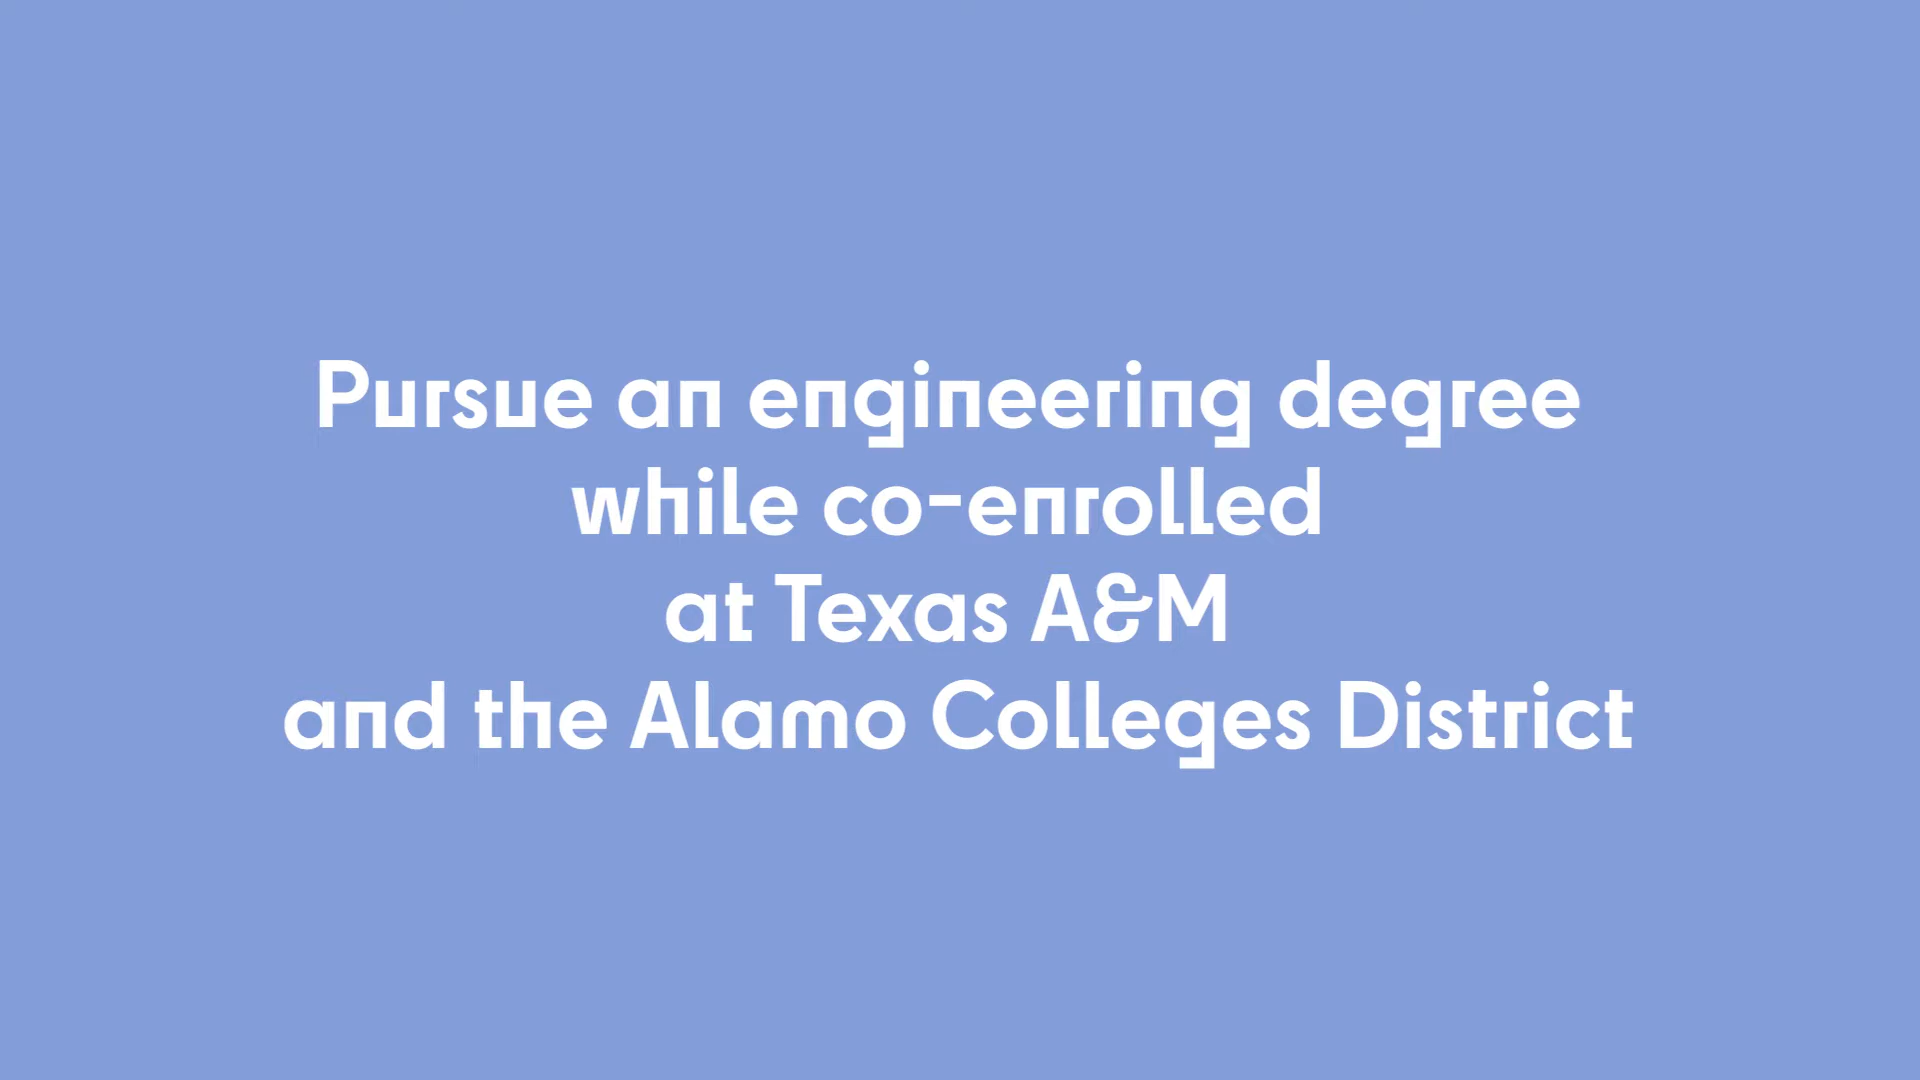 Pursue an engineering degree
while co-enrolled
at Texas A&M
and the Alamo Colleges District